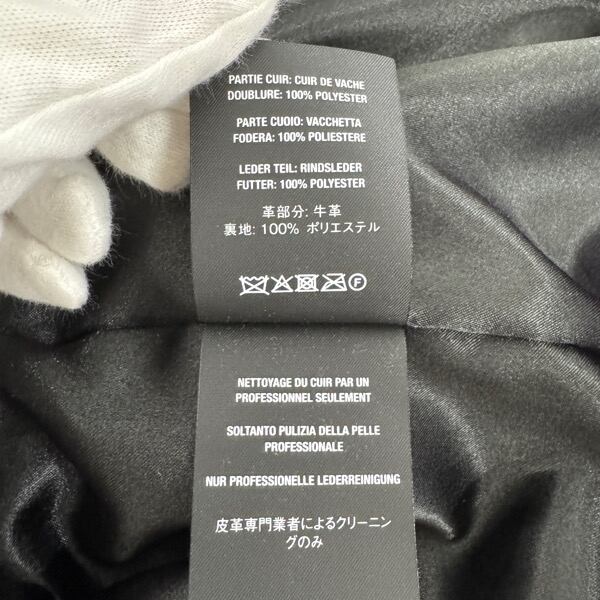 PARTIE CUIR: CUIR DE VACHE
DOUBLURE: 100% POLYESTER
PARTE CUOIO: VACCHETTA
FODERA: 100% POLIESTERE
LEDER TEIL: RINDSLEDER
FUTTER: 100% POLYESTER
革部分: 牛革
裏地: 100% ポリエステル
F
NETTOYAGE DU CUIR PAR UN
PROFESSIONNEL SEULEMENT
SOLTANTO PULIZIA DELLA PELLE
PROFESSIONALE
NUR PROFESSIONELLE LEDERREINIGUNG
皮革専門業者によるクリーニン
グのみ